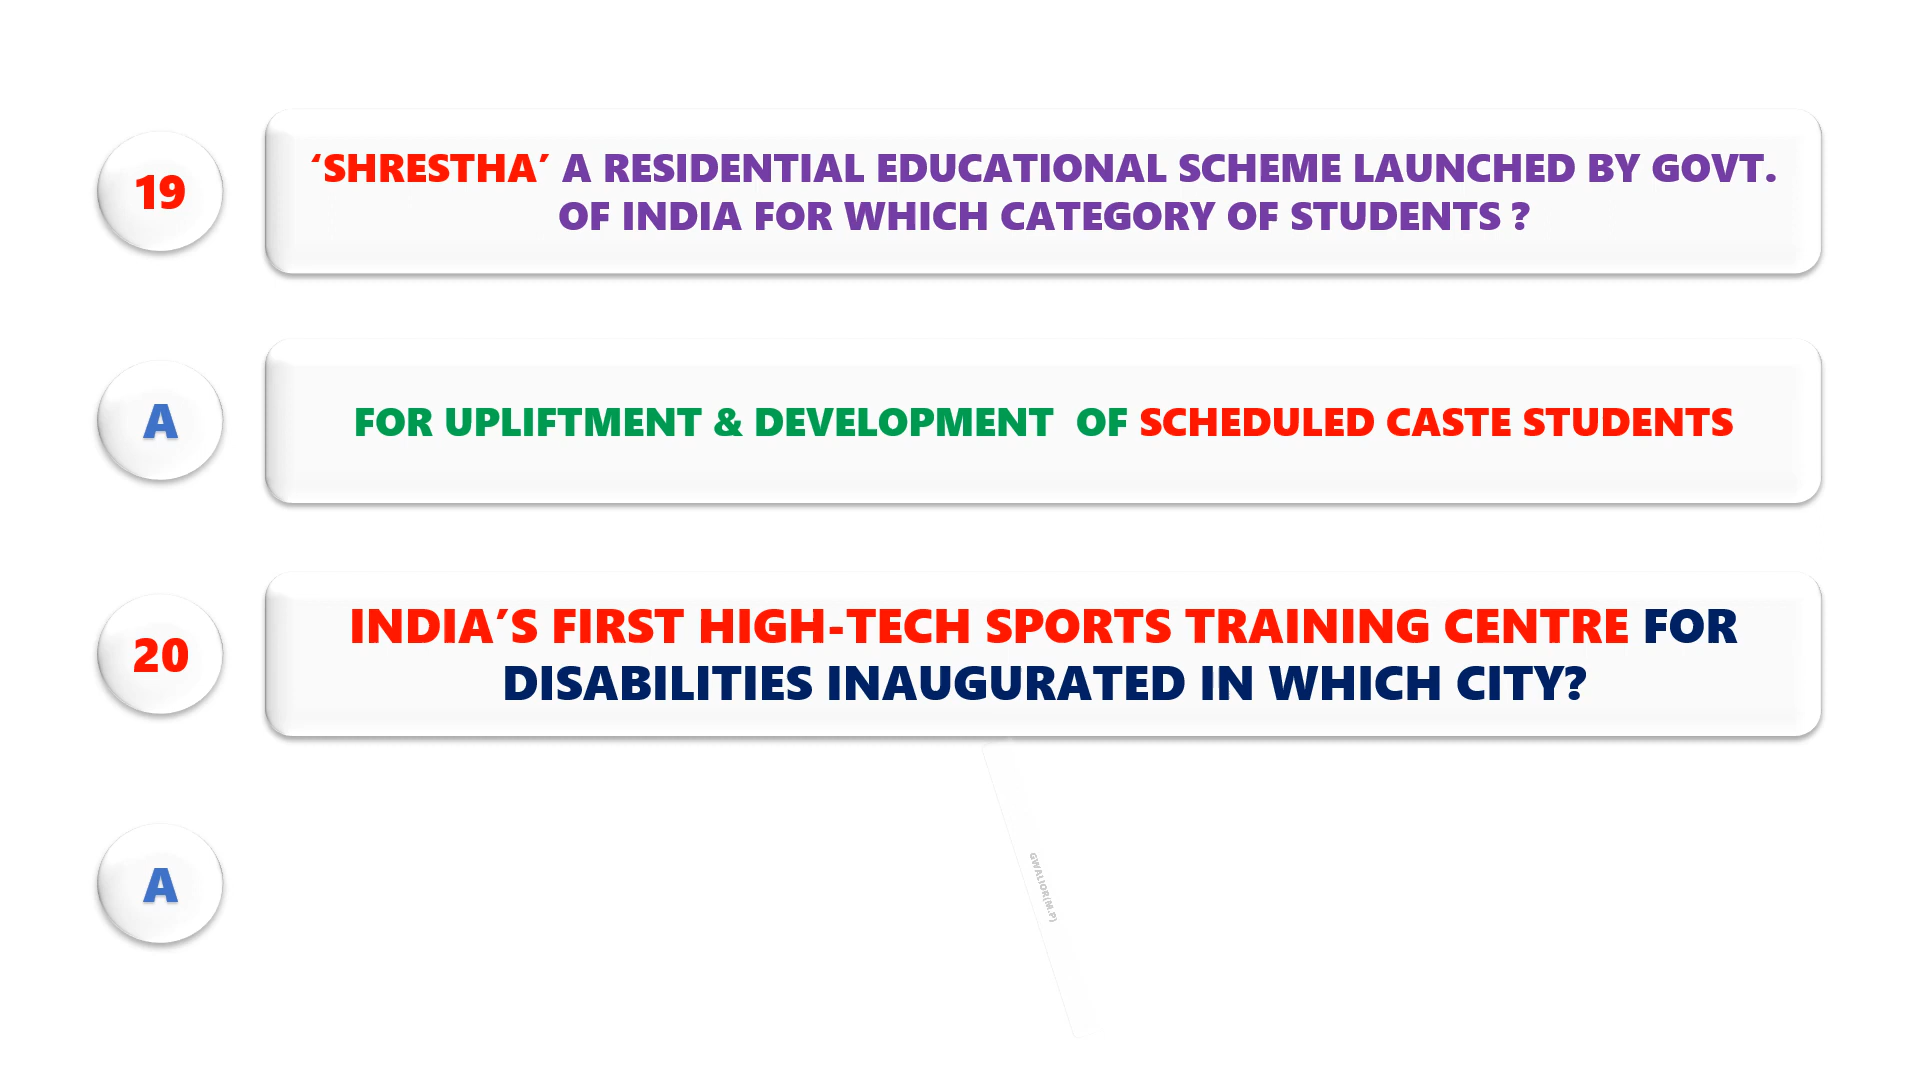 19
‘SHRESTHA’ A RESIDENTIAL EDUCATIONAL SCHEME LAUNCHED BY GOVT.
OF INDIA FOR WHICH CATEGORY OF STUDENTS ?
A
FOR UPLIFTMENT & DEVELOPMENT OF SCHEDULED CASTE STUDENTS
20
INDIA’S FIRST HIGH-TECH SPORTS TRAINING CENTRE FOR
DISABILITIES INAUGURATED IN WHICH CITY?
A
GWALIOR(M.P)